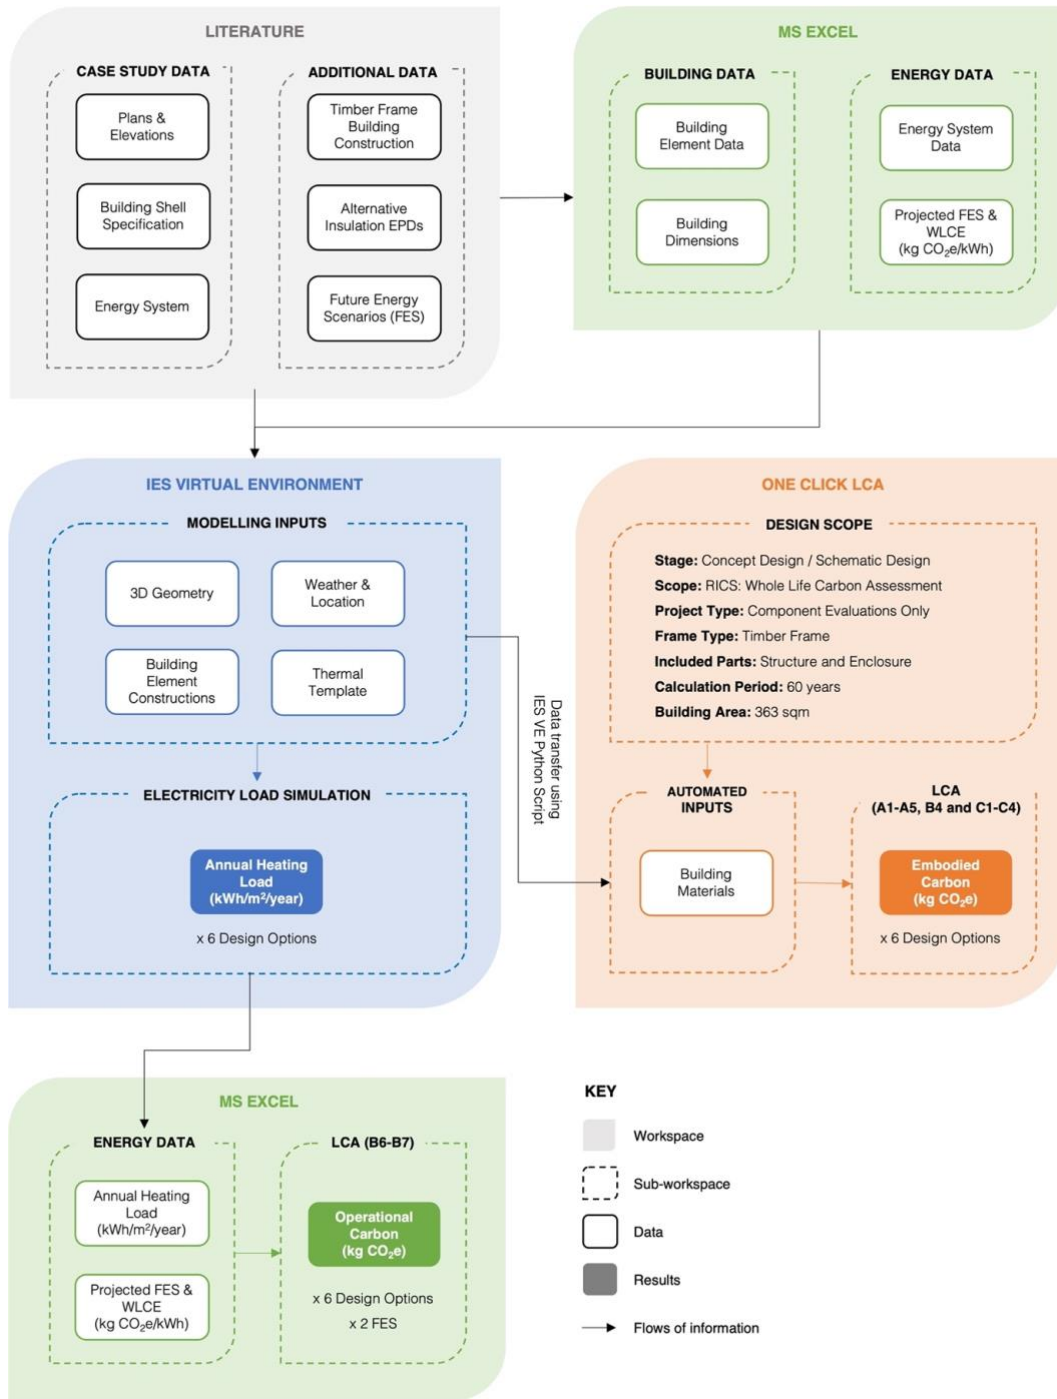 LITERATURE
CASE STUDY DATA
Plans &
Elevations
Building Shell
Specification
Energy System
ADDITIONAL DATA
Timber Frame
Building
Construction
Alternative
Insulation EPDs
Future Energy
Scenarios (FES)
MS EXCEL
BUILDING DATA
Building
Element Data
Building
Dimensions
ENERGY DATA
Energy System
Data
Projected FES &
WLCE
(kg CO₂e/kWh)
IES VIRTUAL ENVIRONMENT
MODELLING INPUTS
3D Geometry
Weather &
Location
Building
Element
Constructions
Thermal
Template
ELECTRICITY LOAD SIMULATION
Annual Heating
Load
(kWh/m²/year)
x 6 Design Options
Data transfer using
IES VE Python Script
ONE CLICK LCA
DESIGN SCOPE
Stage: Concept Design / Schematic Design
Scope: RICS: Whole Life Carbon Assessment
Project Type: Component Evaluations Only
Frame Type: Timber Frame
Included Parts: Structure and Enclosure
Calculation Period: 60 years
Building Area: 363 sqm
AUTOMATED
INPUTS
Building
Materials
LCA
(A1-A5, B4 and C1-C4)
Embodied
Carbon
(kg CO₂e)
x 6 Design Options
MS EXCEL
ENERGY DATA
Annual Heating
Load
(kWh/m²/year)
Projected FES &
WLCE
(kg CO₂e/kWh)
LCA (B6-B7)
Operational
Carbon
(kg CO₂e)
x 6 Design Options
x 2 FES
KEY
Workspace
Sub-workspace
Data
Results
Flows of information